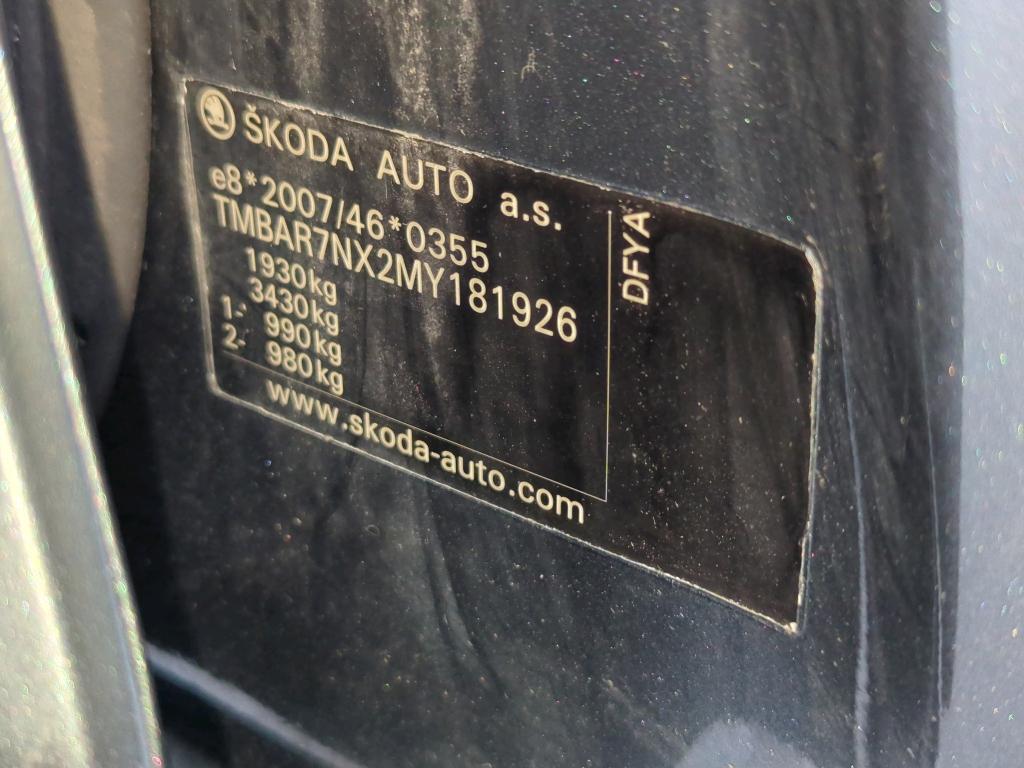 ŠKODA AUTO a.s.
e8*2007/46*0355
TMBAR7NX2MY181926
1930kg
3430kg
1.- 990kg
2.- 980kg
www.skoda-auto.com
DFYA